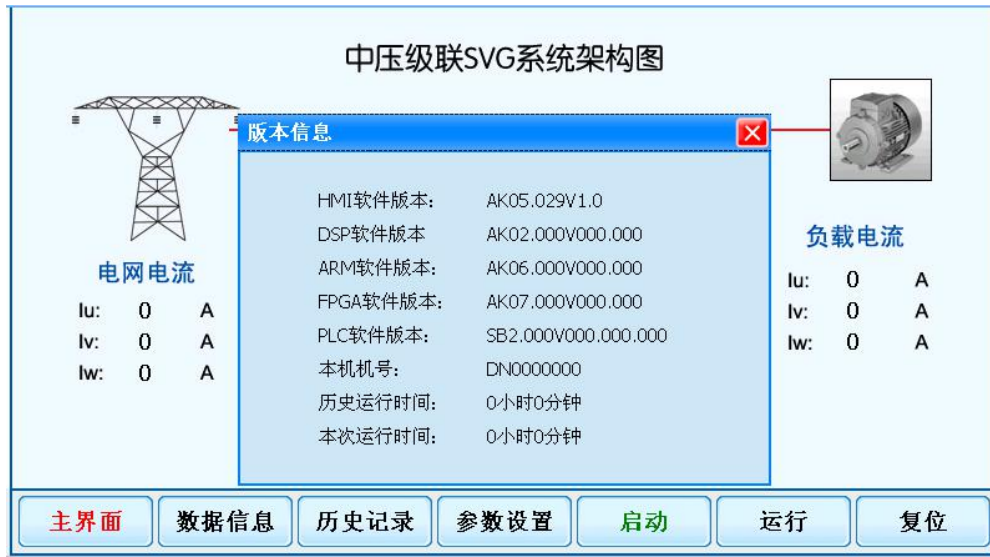 中压级联SVG系统架构图
版本信息
HMI软件版本: AK05.029V1.0
DSP软件版本 AK02.000V000.000
ARM软件版本: AK06.000V000.000
FPGA软件版本: AK07.000V000.000
PLC软件版本: SB2.000V000.000.000
本机机号: DN0000000
历史运行时间: 0小时0分钟
本次运行时间: 0小时0分钟
电网电流
Iu: 0 A
Iv: 0 A
Iw: 0 A
负载电流
Iu: 0 A
Iv: 0 A
Iw: 0 A
主界面 数据信息 历史记录 参数设置 启动 运行 复位